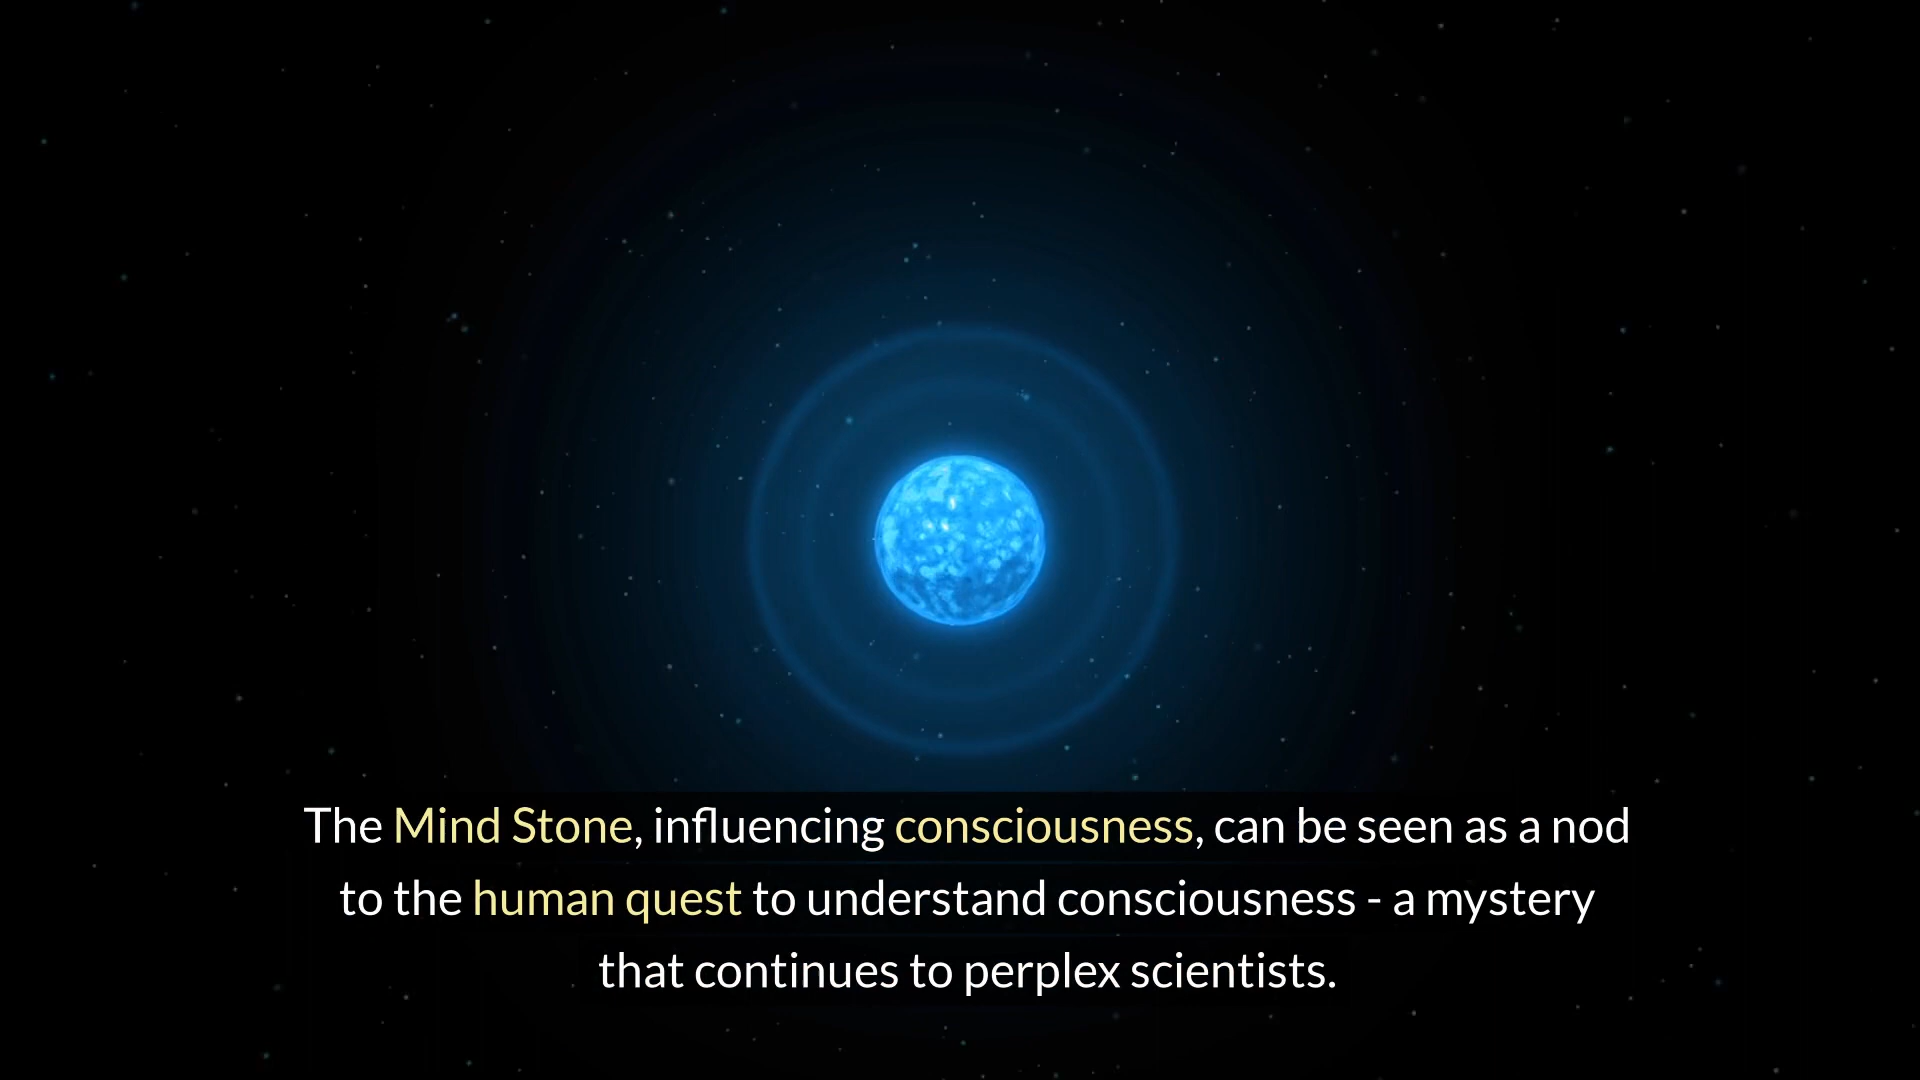 The Mind Stone, influencing consciousness, can be seen as a nod
to the human quest to understand consciousness - a mystery
that continues to perplex scientists.